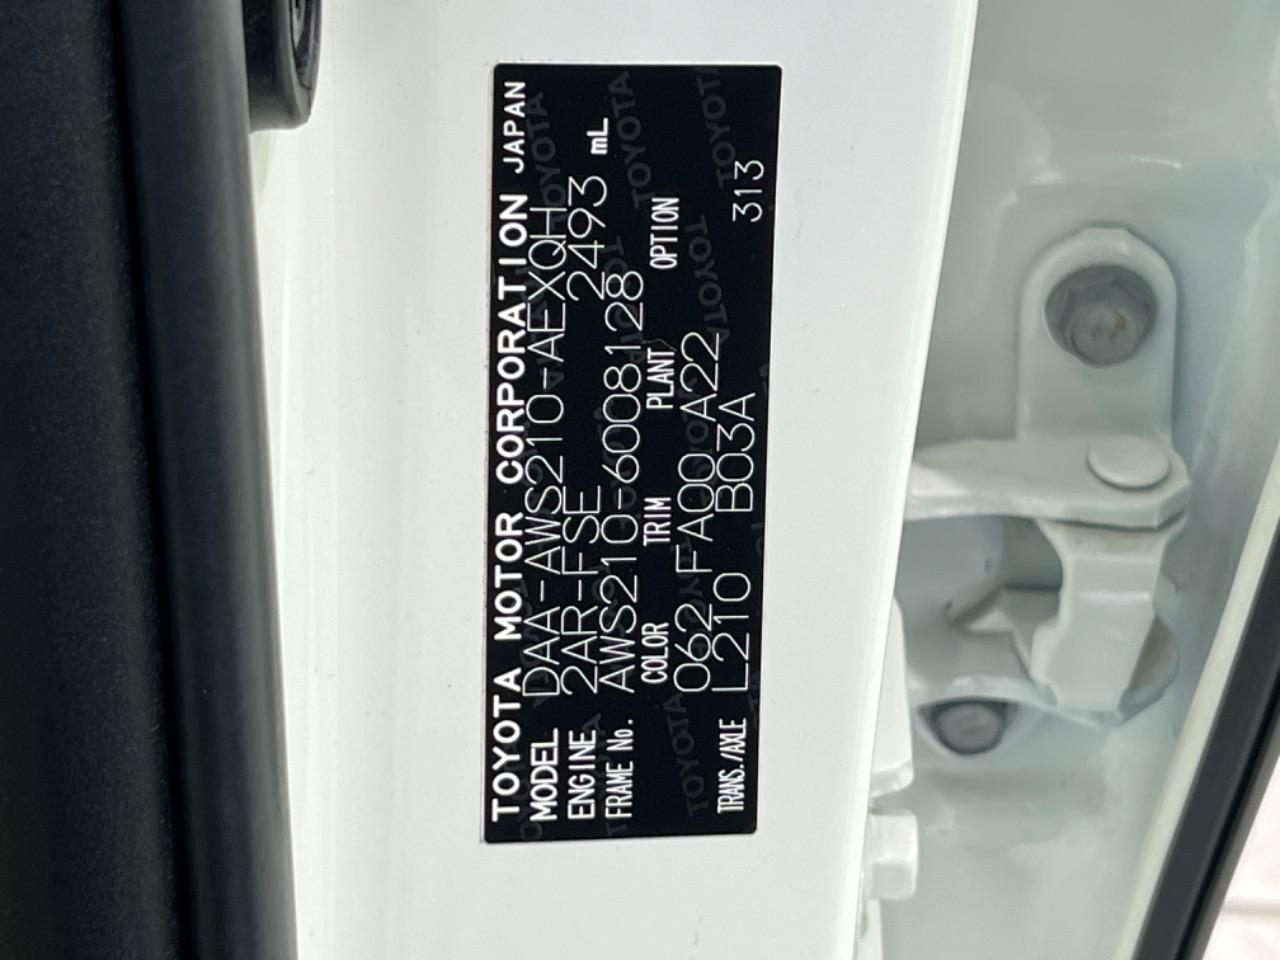 TOYOTA MOTOR CORPORATION JAPAN
MODEL DAA-AWS210-AEXQH
ENGINE 2AR-FSE 2493 mL
FRAME No. AWS210-6008128
COLOR TRIM PLANT OPTION
062 FA00 A22
TRANS./AXLE L210 B03A 313